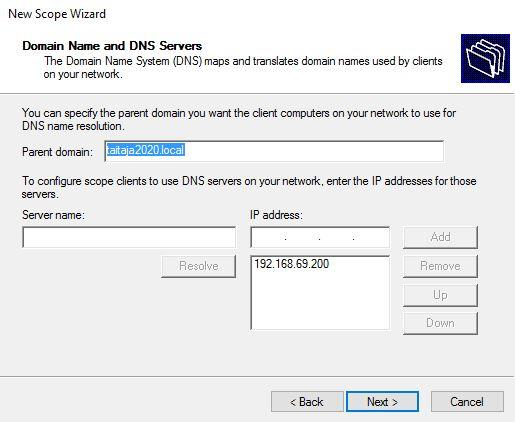 New Scope Wizard
Domain Name and DNS Servers
The Domain Name System (DNS) maps and translates domain names used by clients
on your network.
You can specify the parent domain you want the client computers on your network to use for
DNS name resolution.
Parent domain: taitaja2020.local
To configure scope clients to use DNS servers on your network, enter the IP addresses for those
servers.
Server name: IP address:
. . . Add
Resolve 192.168.69.200 Remove
Up
Down
< Back Next > Cancel